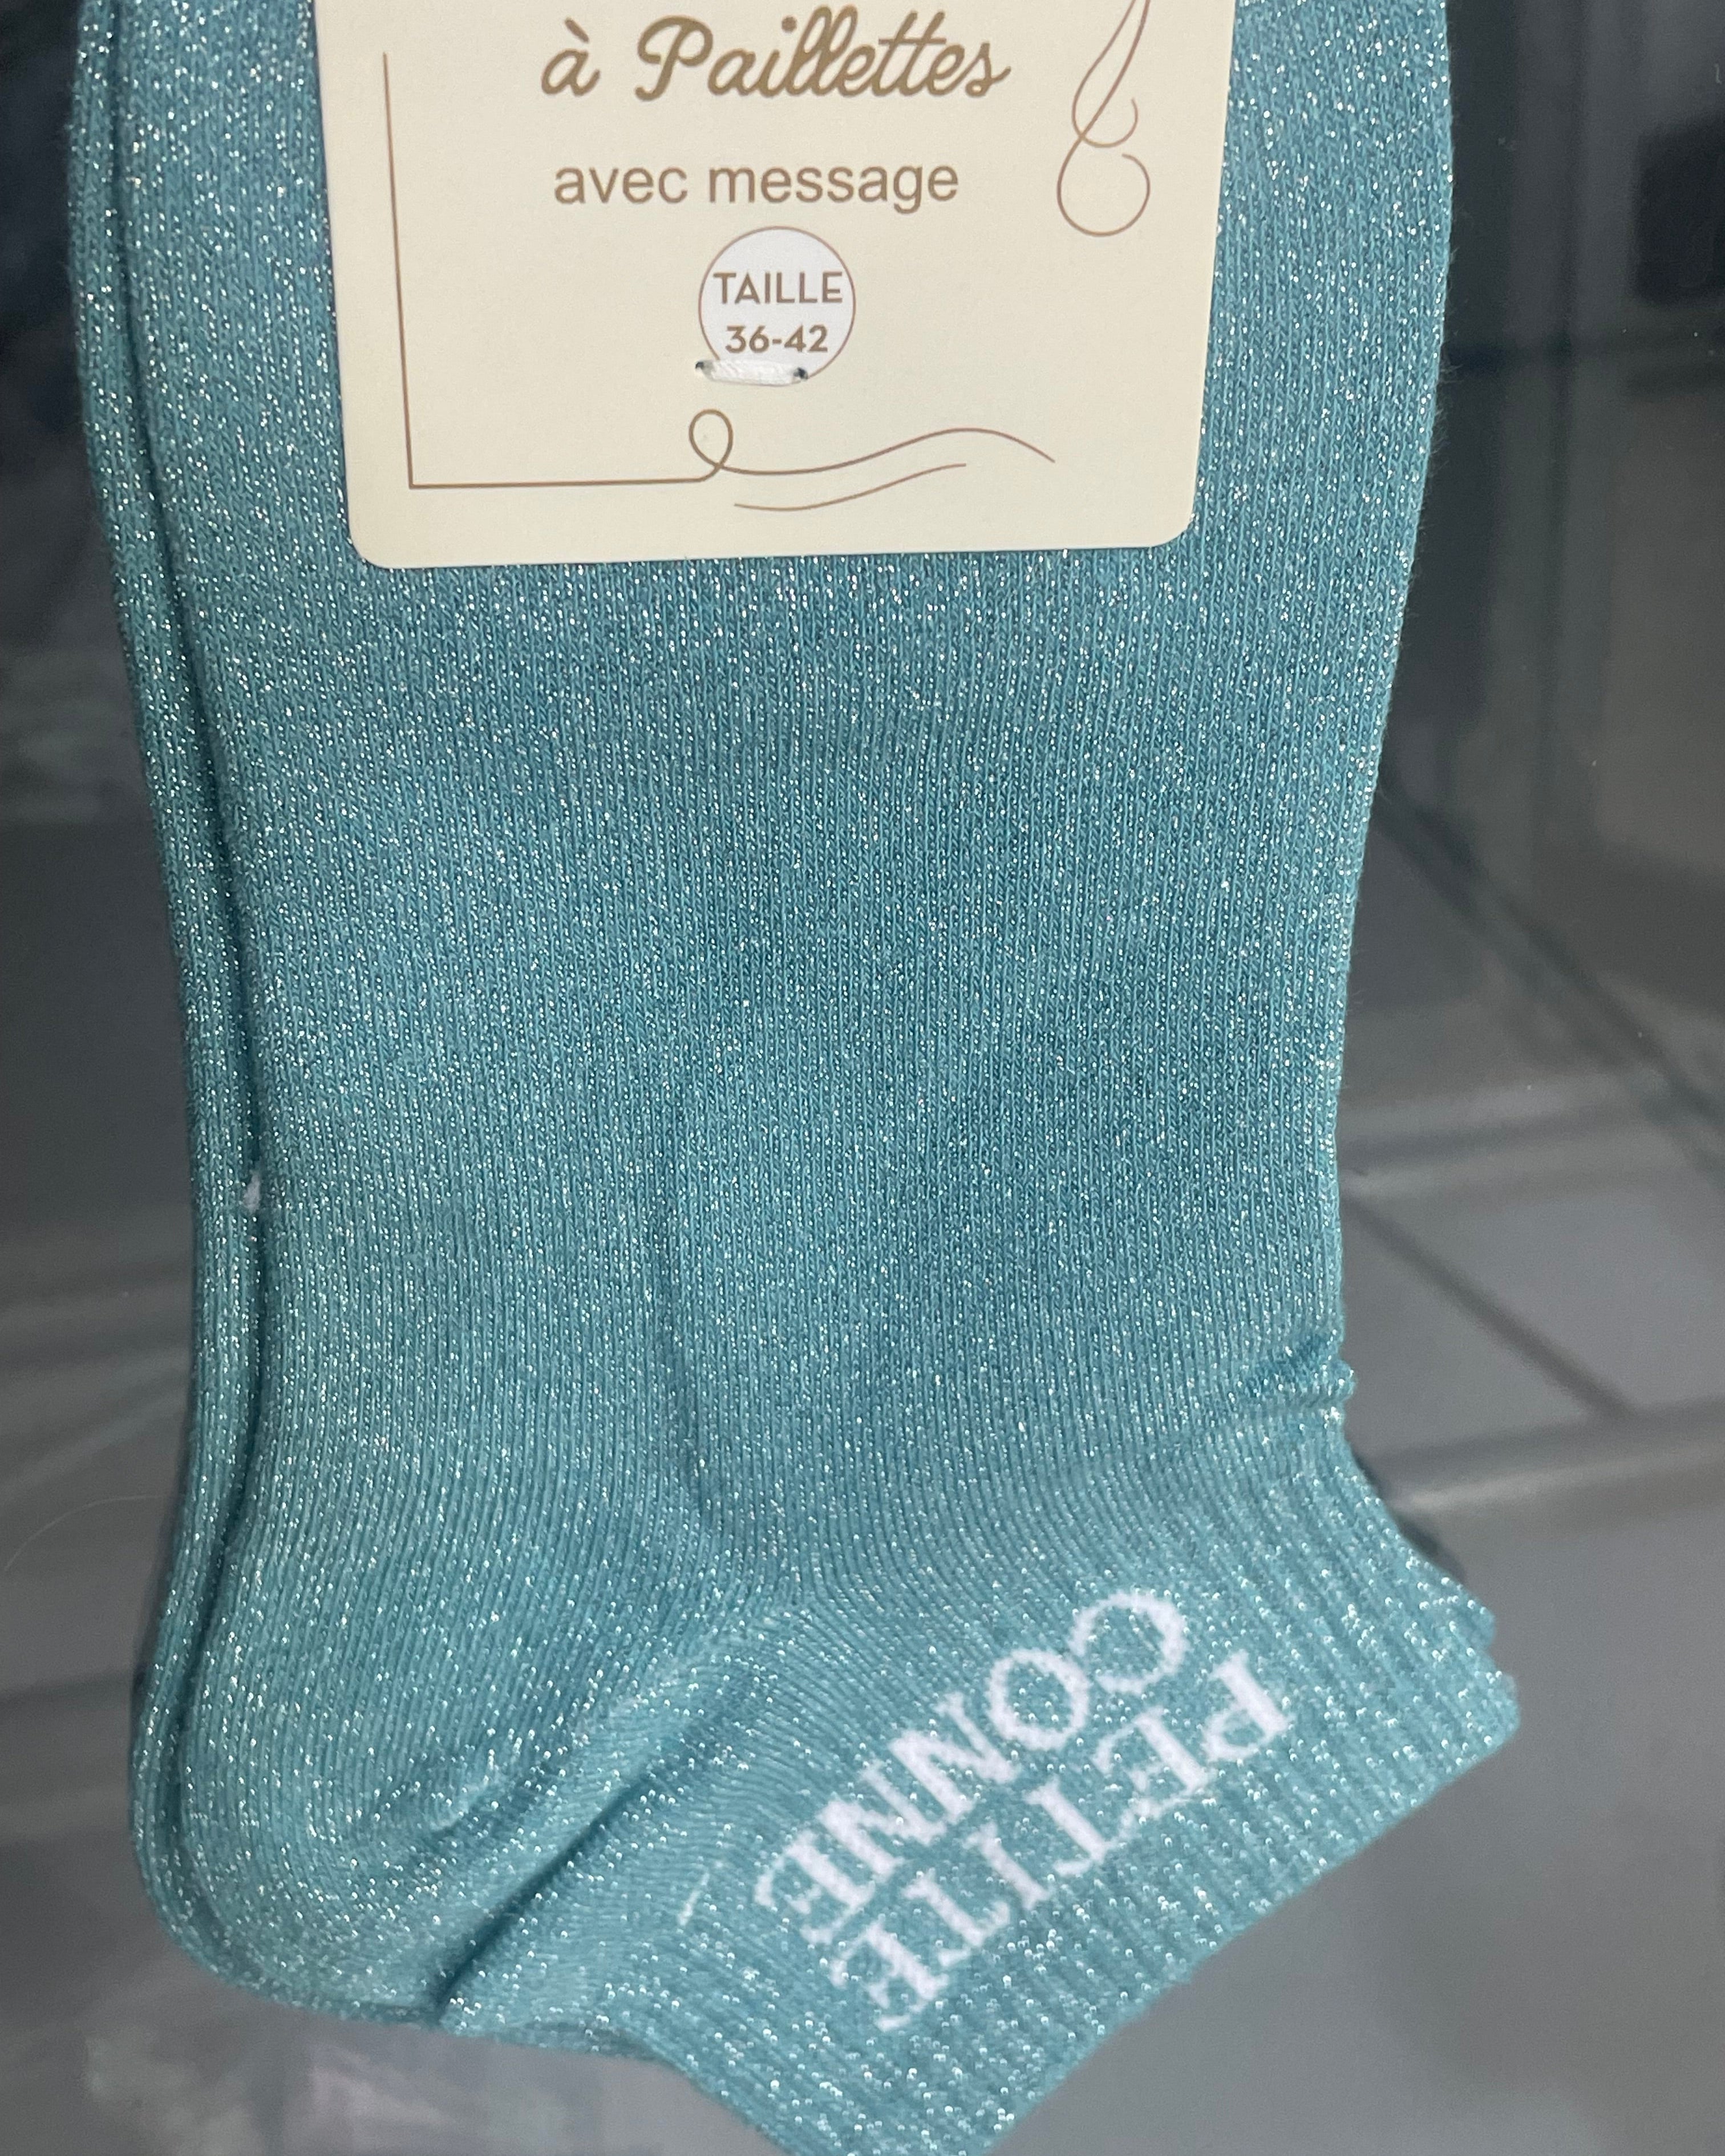 à Paillettes
avec message
TAILLE
36-42
PETITE
CONNE